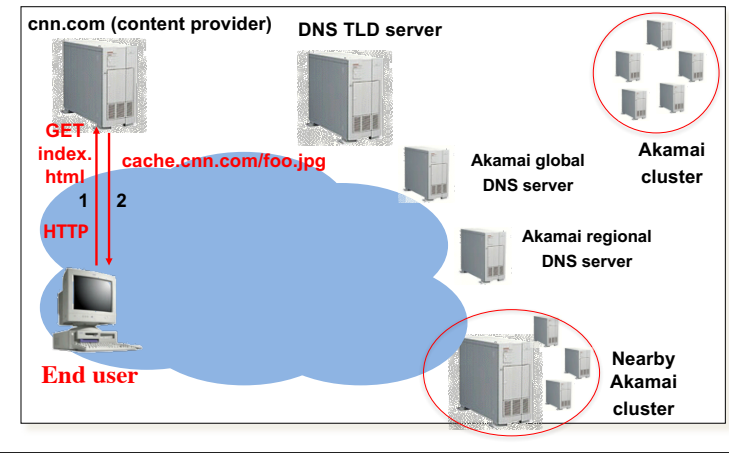 cnn.com (content provider)
DNS TLD server
GET
index.
html
cache.cnn.com/foo.jpg
1
2
HTTP
Akamai
cluster
Akamai global
DNS server
Akamai regional
DNS server
End user
Nearby
Akamai
cluster